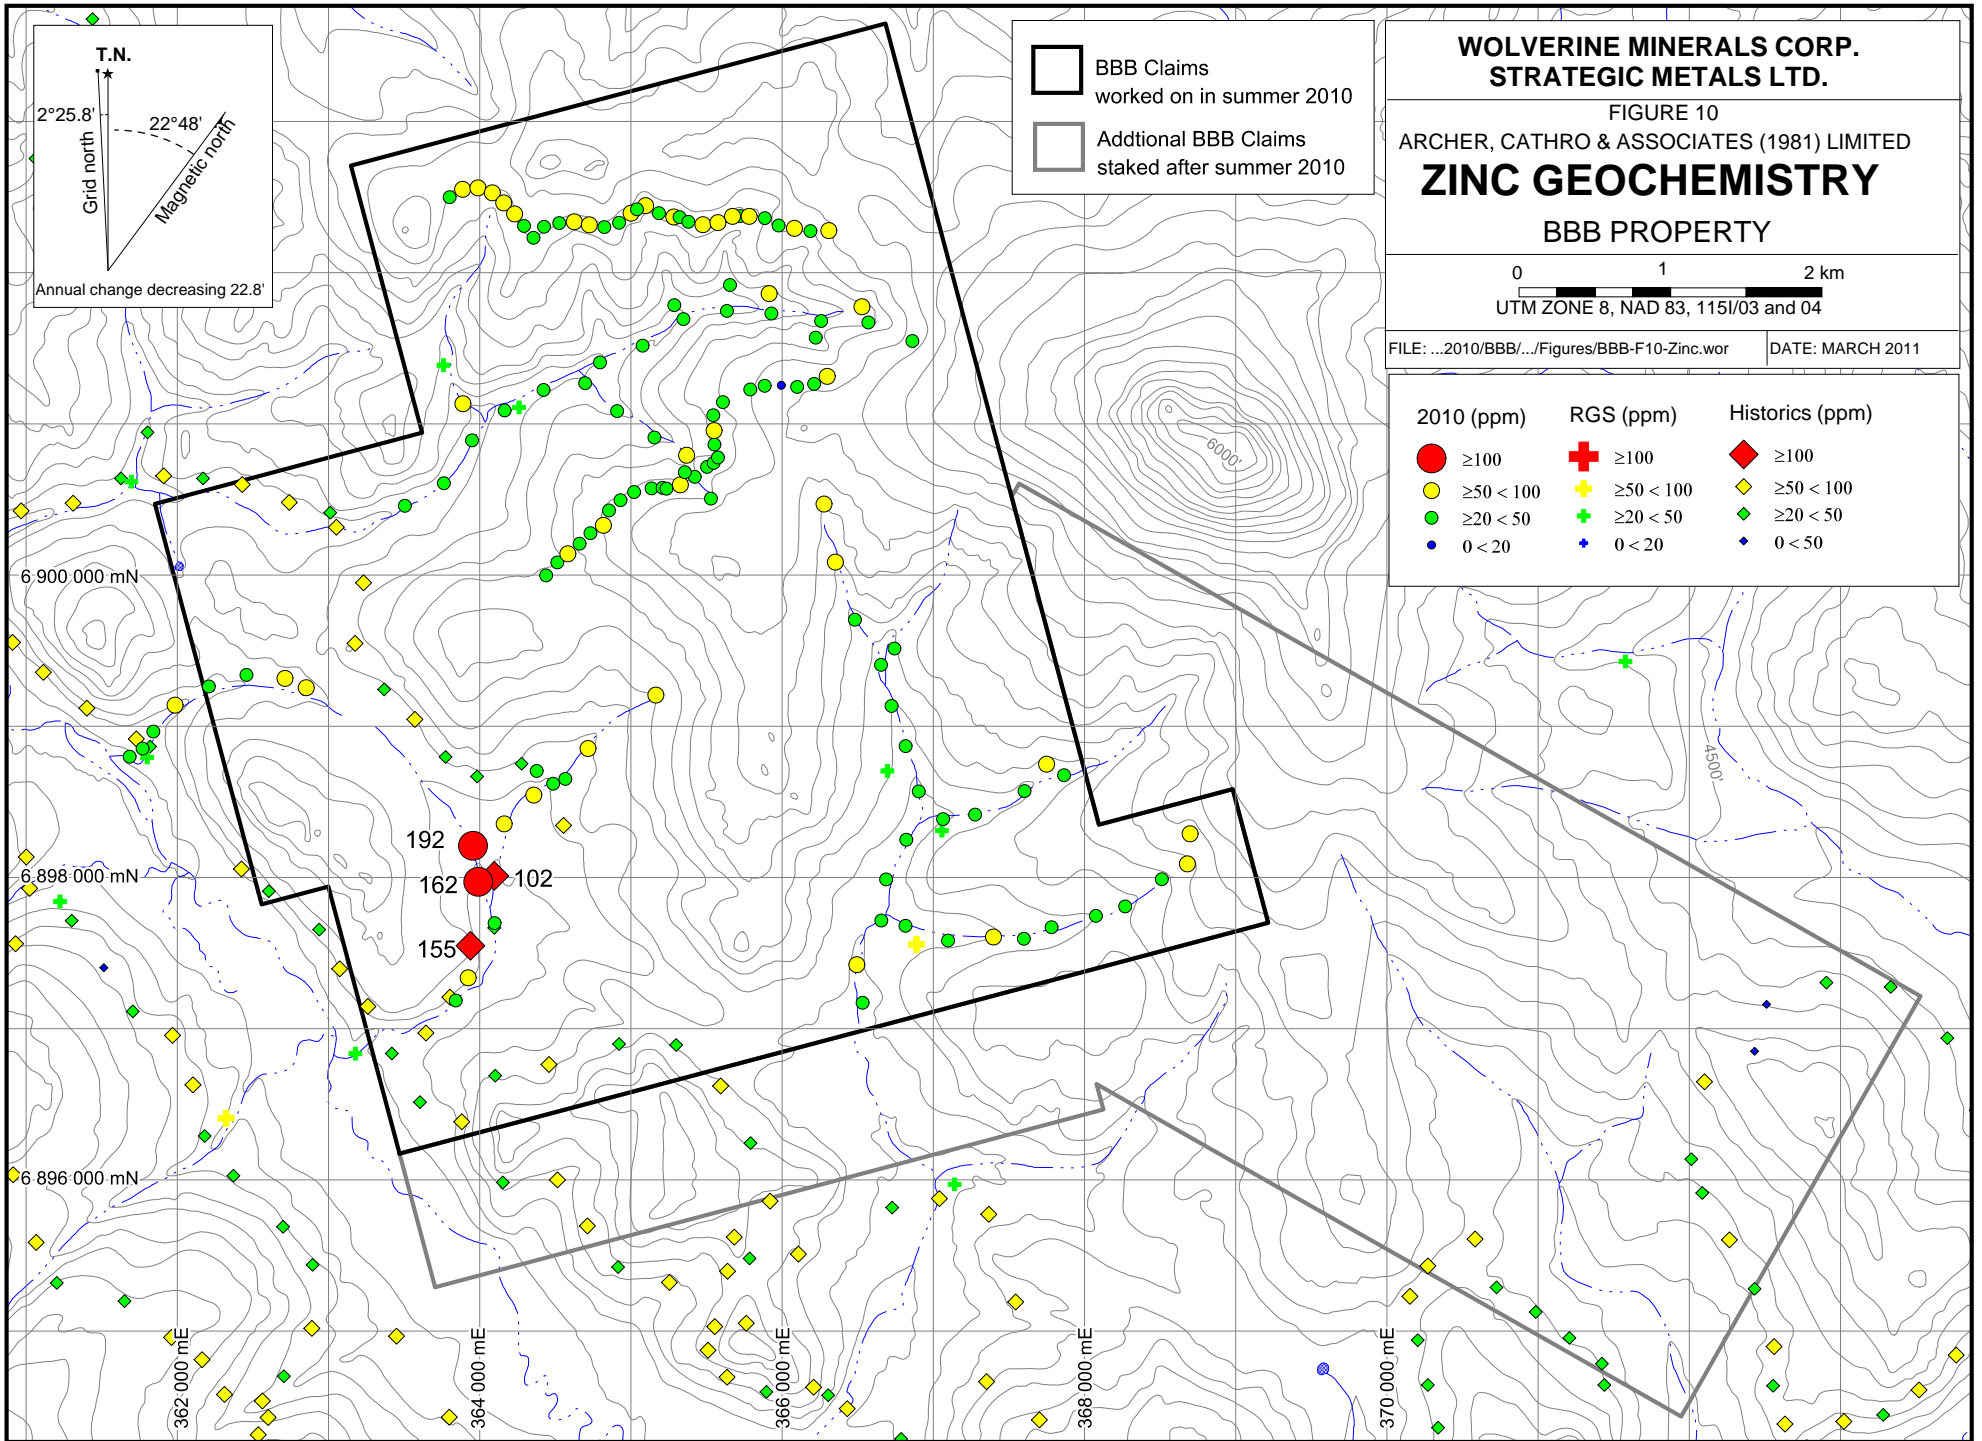 T.N.
2°25.8'
22°48'
Grid north
Magnetic north
Annual change decreasing 22.8'
BBB Claims
worked on in summer 2010
Addtional BBB Claims
staked after summer 2010
WOLVERINE MINERALS CORP.
STRATEGIC METALS LTD.
FIGURE 10
ARCHER, CATHRO & ASSOCIATES (1981) LIMITED
ZINC GEOCHEMISTRY
BBB PROPERTY
0 1 2 km
UTM ZONE 8, NAD 83, 115I/03 and 04
FILE: ...2010/BBB/.../Figures/BBB-F10-Zinc.wor
DATE: MARCH 2011
2010 (ppm) RGS (ppm) Historics (ppm)
≥100 ≥100 ≥100
≥50 < 100 ≥50 < 100 ≥50 < 100
≥20 < 50 ≥20 < 50 ≥20 < 50
0 < 20 0 < 20 0 < 50
6000'
6 900 000 mN
4500'
192
6 898 000 mN
162
102
155
6 896 000 mN
362 000 mE
364 000 mE
366 000 mE
368 000 mE
370 000 mE